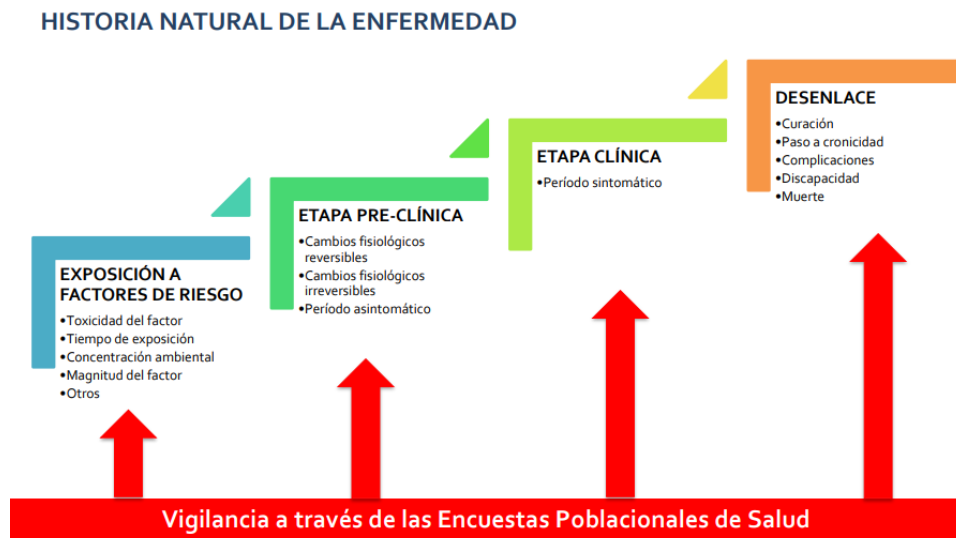 HISTORIA NATURAL DE LA ENFERMEDAD
EXPOSICIÓN A
FACTORES DE RIESGO
•Toxicidad del factor
•Tiempo de exposición
•Concentración ambiental
•Magnitud del factor
•Otros
ETAPA PRE-CLÍNICA
•Cambios fisiológicos
reversibles
•Cambios fisiológicos
irreversibles
•Período asintomático
ETAPA CLÍNICA
•Período sintomático
DESENLACE
•Curación
•Paso a cronicidad
•Complicaciones
•Discapacidad
•Muerte
Vigilancia a través de las Encuestas Poblacionales de Salud